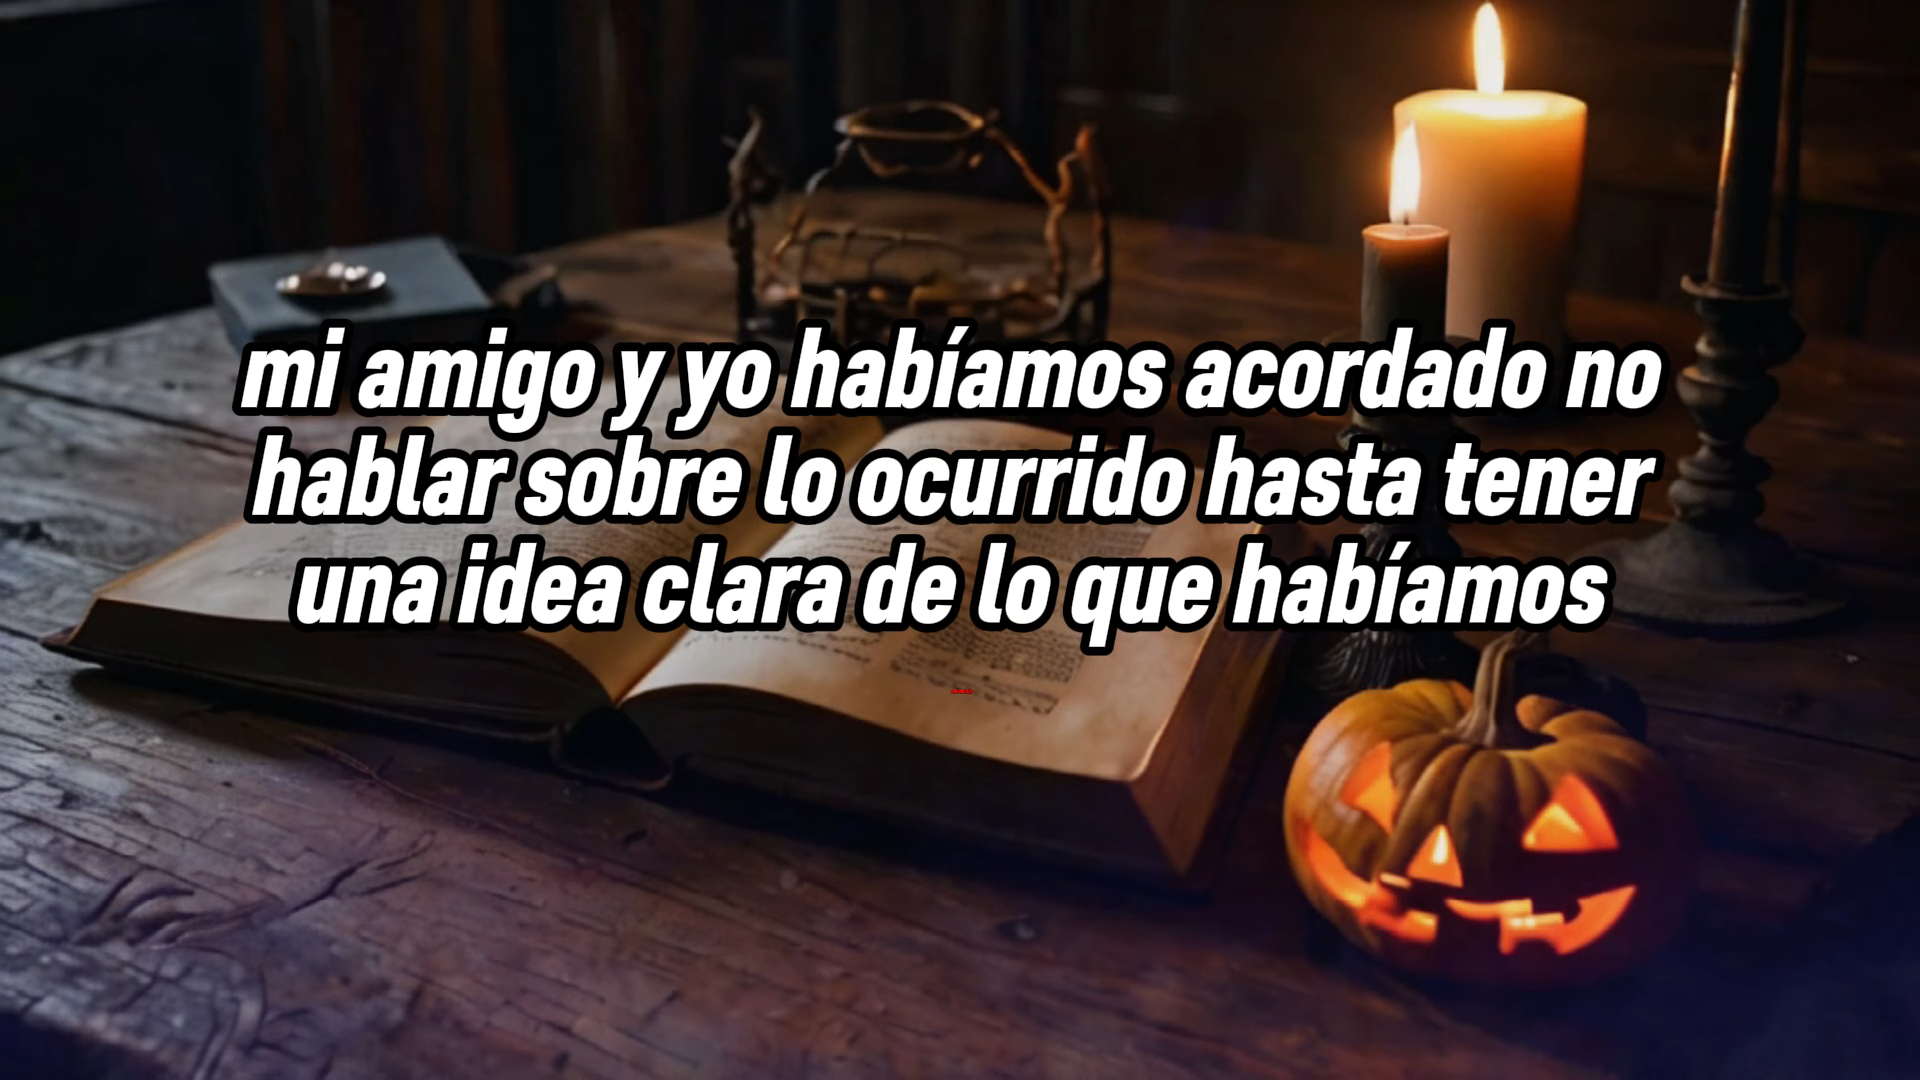 mi amigo y yo habíamos acordado no
hablar sobre lo ocurrido hasta tener
una idea clara de lo que habíamos